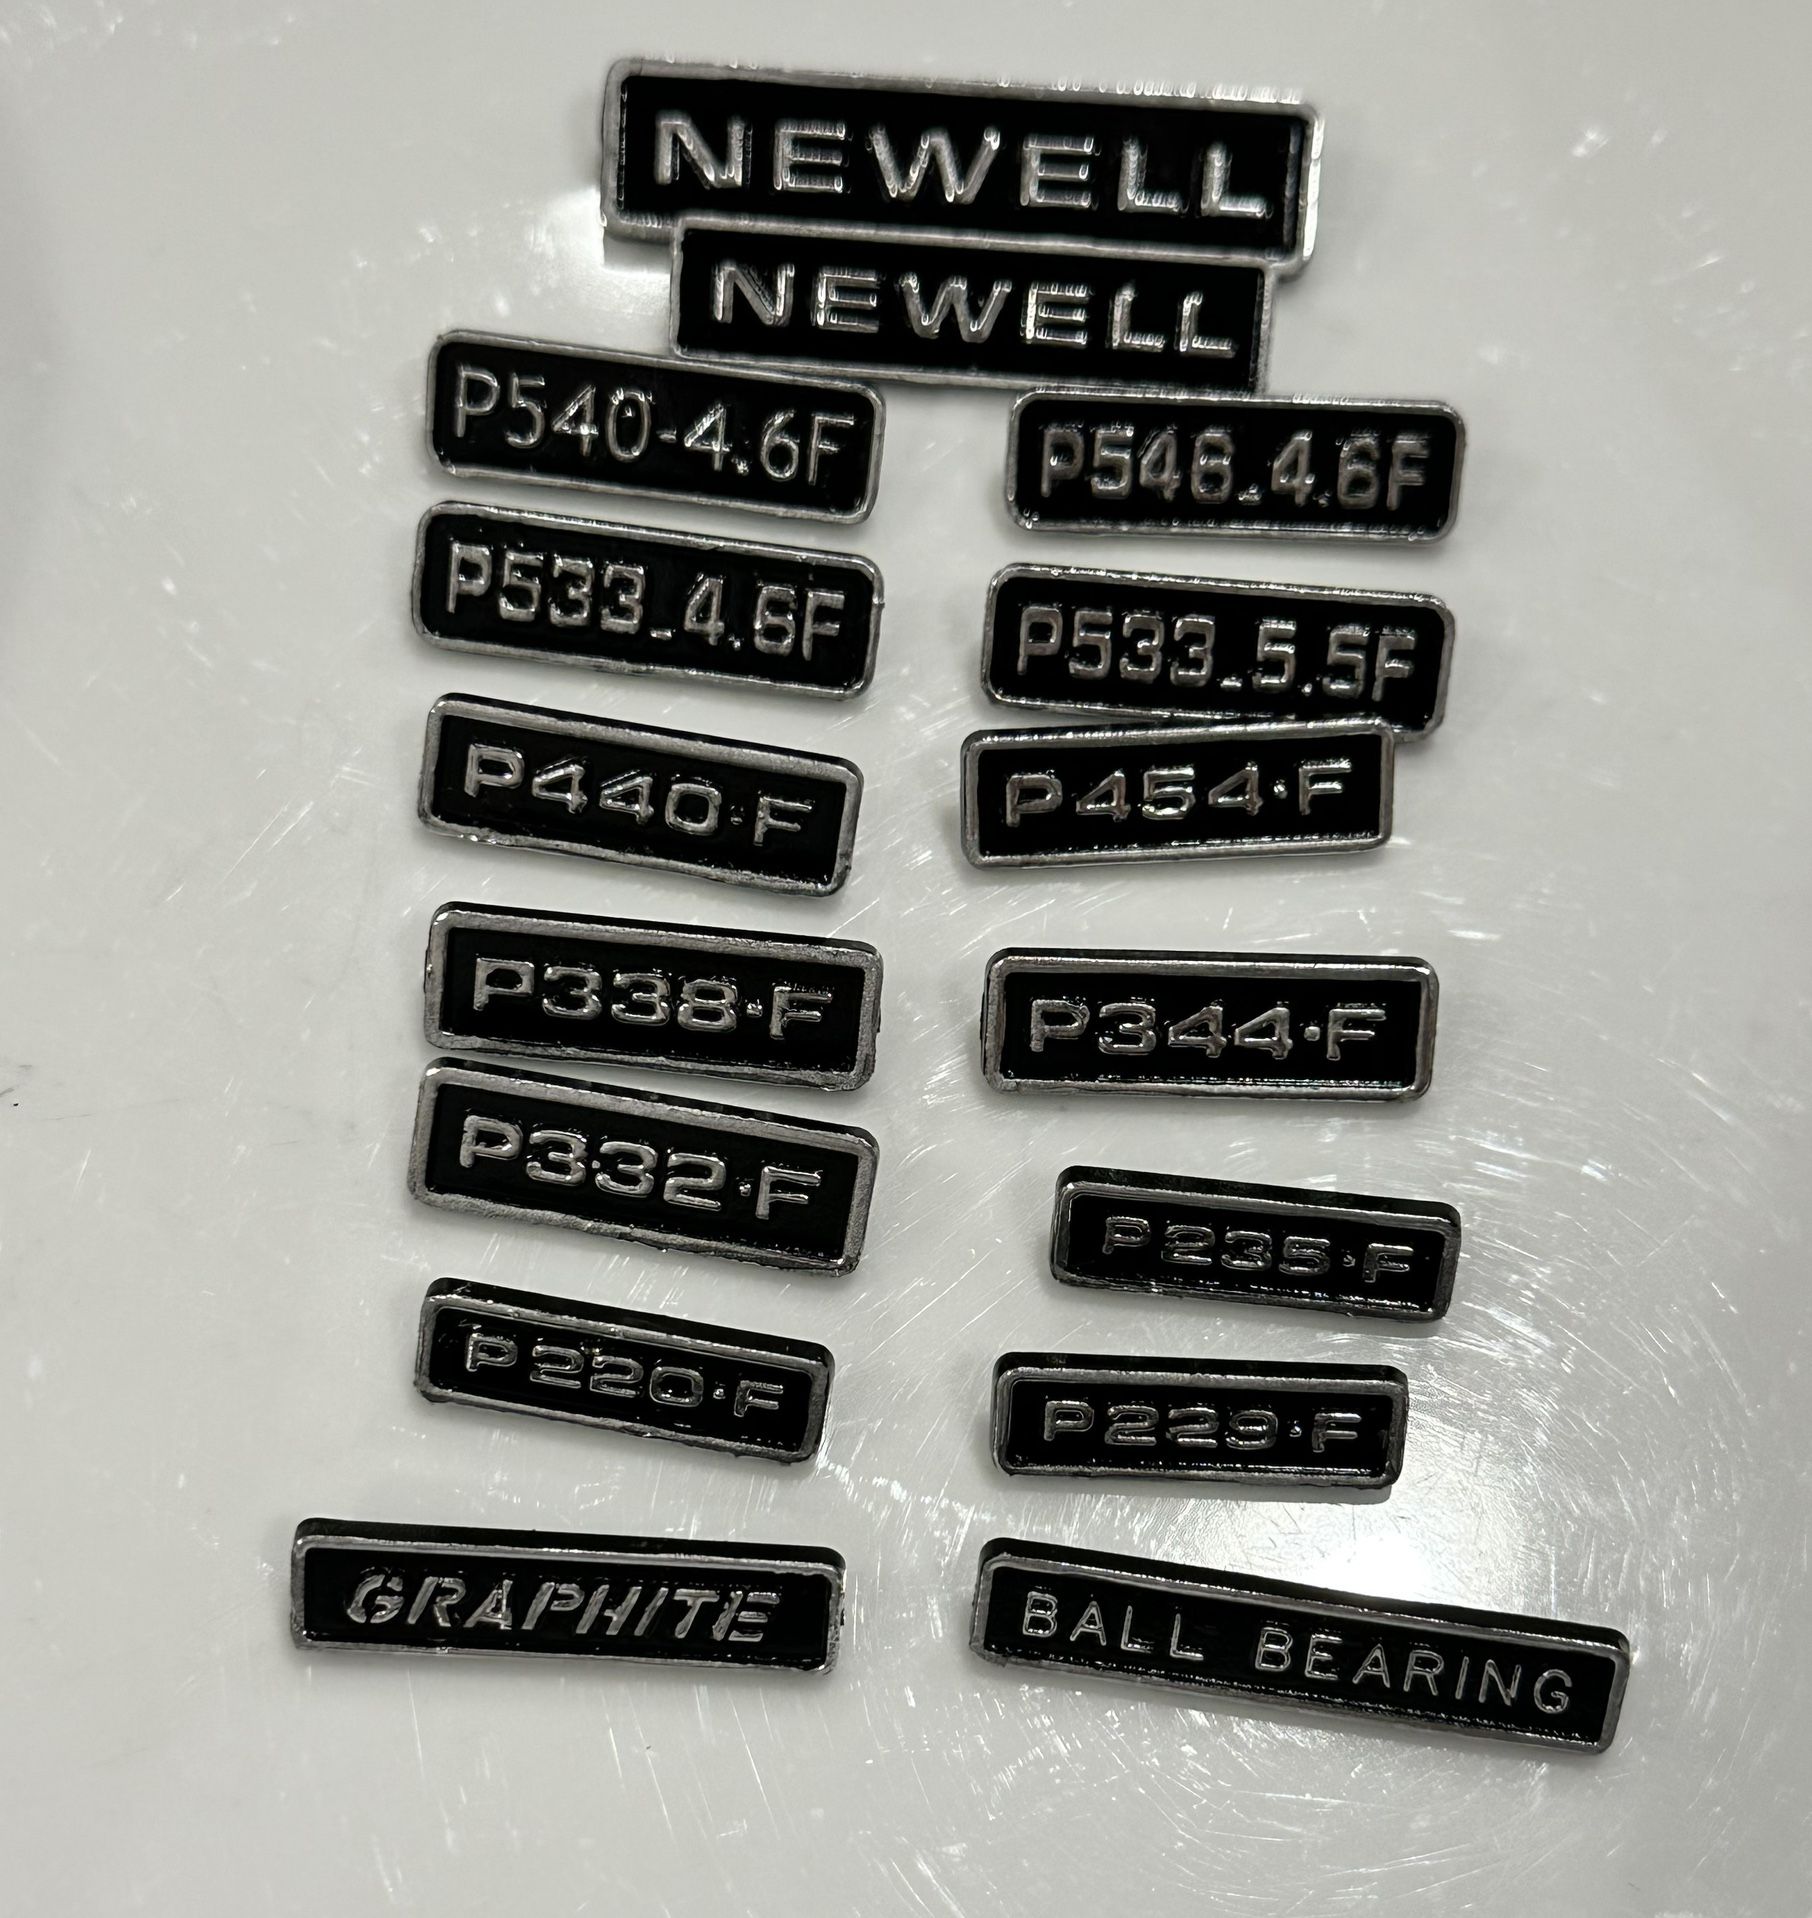 NEWELL
NEWELL
P540-4.6F
P546-4.6F
P533-4.6F
P533-5.5F
P440·F
P454·F
P338·F
P344·F
P332·F
P235·F
P220·F
P229·F
GRAPHITE
BALL BEARING